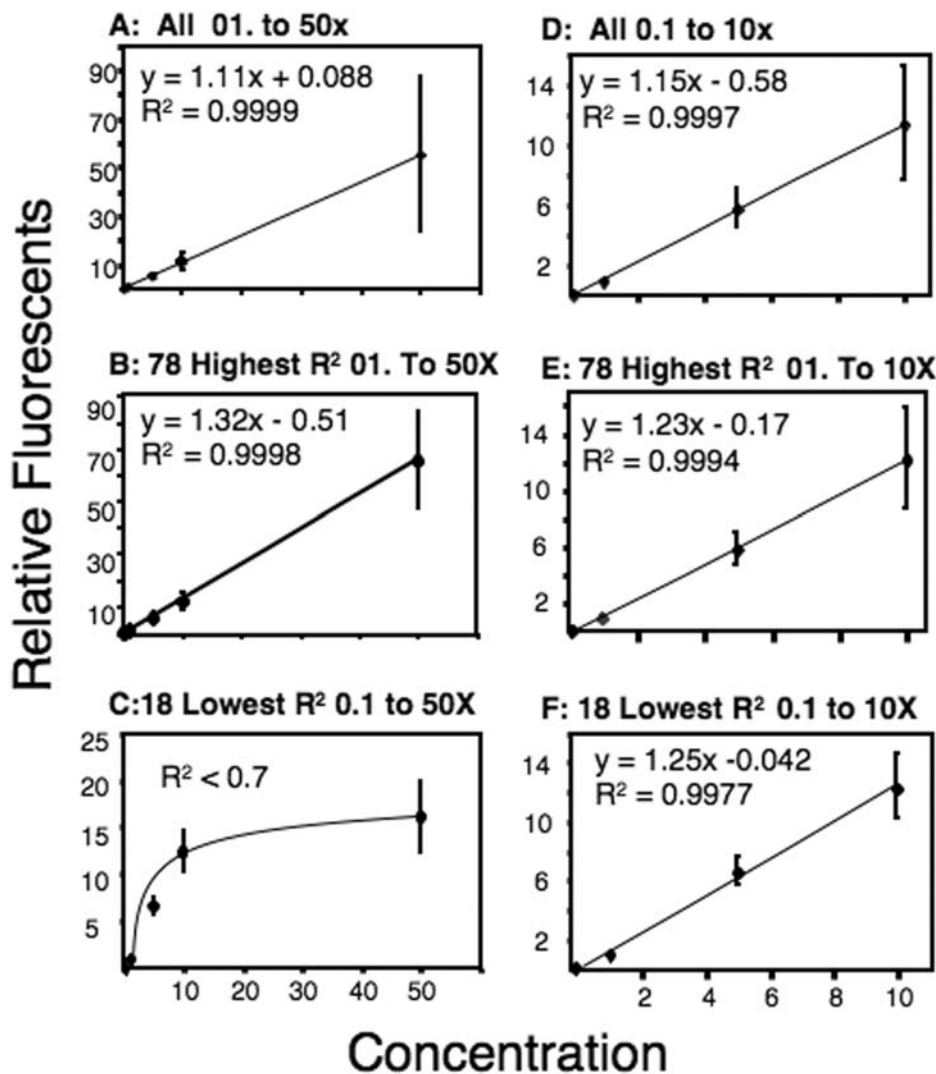 Relative Fluorescents
A: All 01. to 50x
y = 1.11x + 0.088
R² = 0.9999
90
70
50
30
10
B: 78 Highest R² 01. To 50X
y = 1.32x - 0.51
R² = 0.9998
90
70
50
30
10
C:18 Lowest R² 0.1 to 50X
R² < 0.7
25
20
15
10
5
10 20 30 40 50
D: All 0.1 to 10x
y = 1.15x - 0.58
R² = 0.9997
14
10
6
2
E: 78 Highest R² 01. To 10X
y = 1.23x - 0.17
R² = 0.9994
14
10
6
2
F: 18 Lowest R² 0.1 to 10X
y = 1.25x -0.042
R² = 0.9977
14
10
6
2
2 4 6 8 10
Concentration